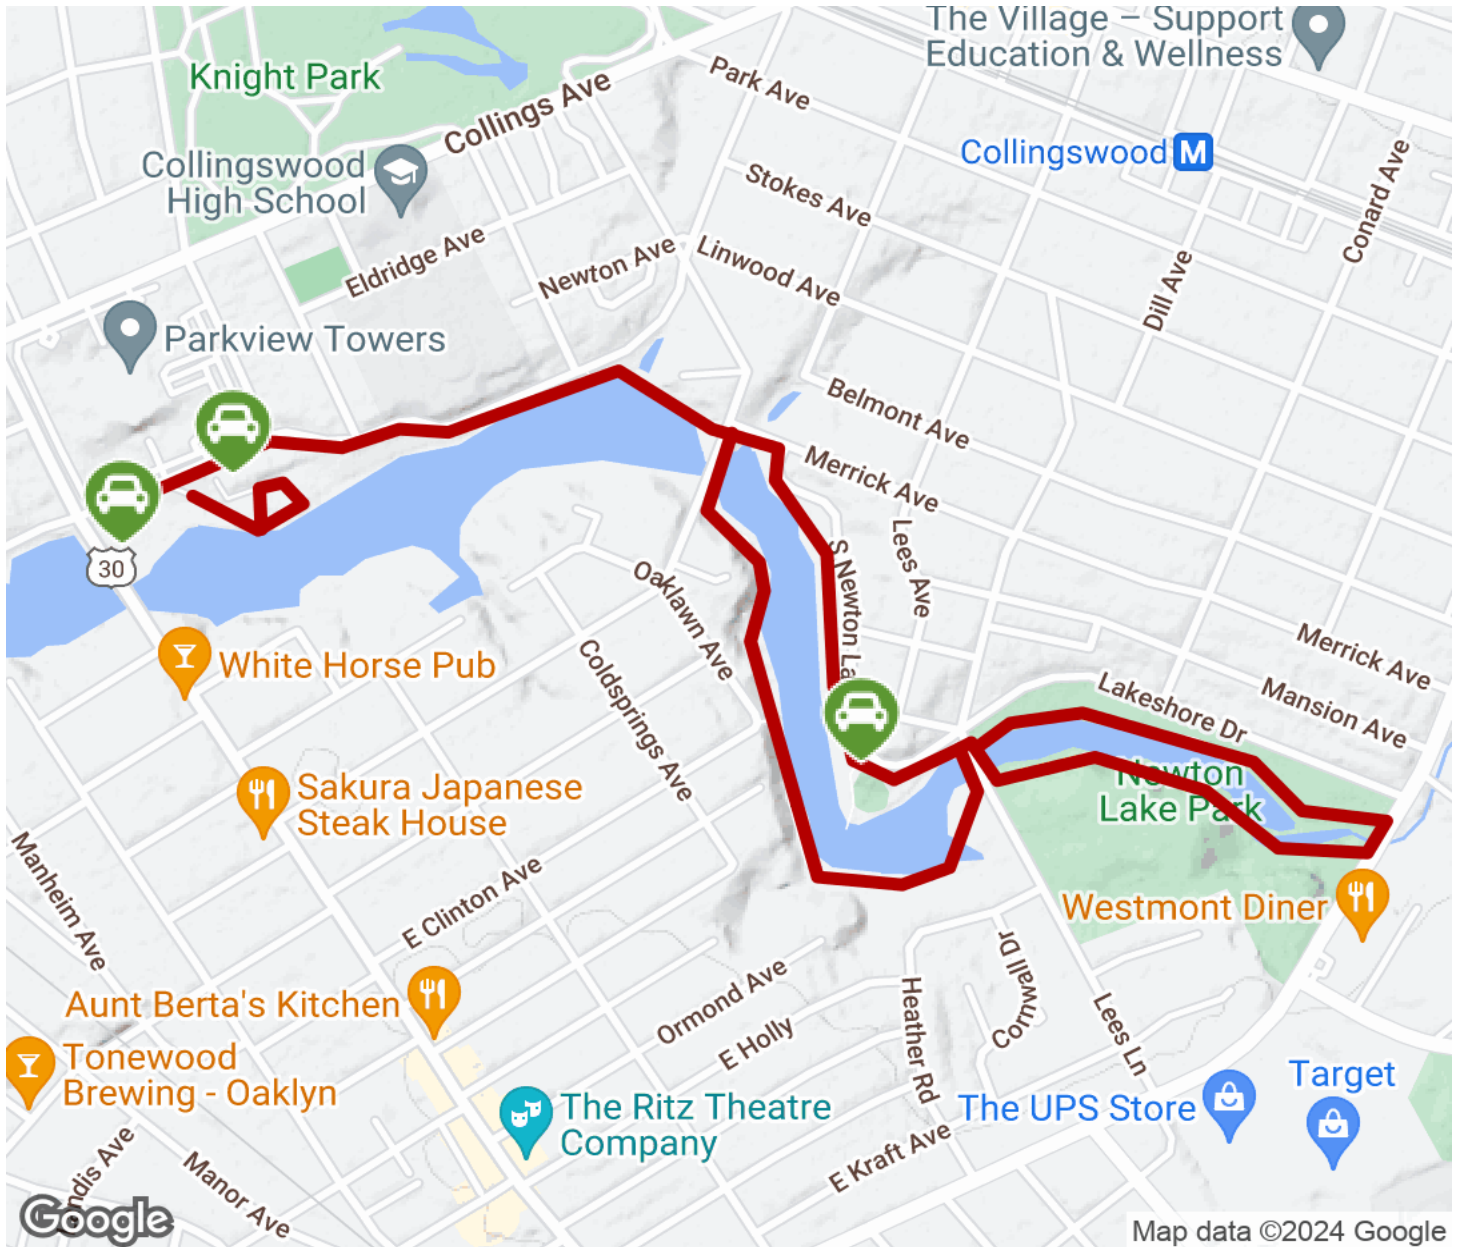 The Village – Support
Education & Wellness
Knight Park
Park Ave
Collings Ave
Collingswood
Collingswood
High School
M
Conard Ave
Stokes Ave
Eldridge Ave
Newton Ave
Linwood Ave
Dill Ave
Parkview Towers
Belmont Ave
Merrick Ave
30
Lees Ave
S Newton La
Oaklawn Ave
Coldsprings Ave
White Horse Pub
Merrick Ave
Mansion Ave
Lakeshore Dr
Newton
Lake Park
Sakura Japanese
Steak House
Manheim Ave
E Clinton Ave
Westmont Diner
Cornwall Dr
Heather Rd
Lees Ln
Aunt Berta's Kitchen
Ormond Ave
E Holly
Tonewood
Brewing - Oaklyn
The Ritz Theatre
Company
Target
The UPS Store
E Kraft Ave
Manor Ave
Google
Map data ©2024 Google